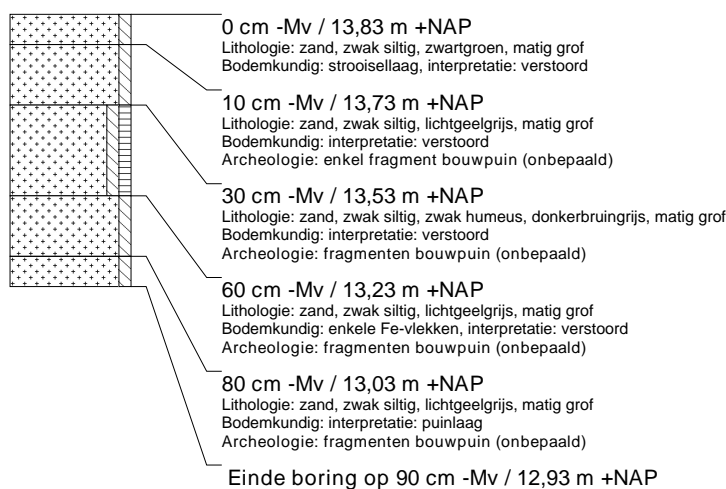 0 cm -Mv / 13,83 m +NAP
Lithologie: zand, zwak siltig, zwartgroen, matig grof
Bodemkundig: strooisellaag, interpretatie: verstoord
10 cm -Mv / 13,73 m +NAP
Lithologie: zand, zwak siltig, lichtgeelgrijs, matig grof
Bodemkundig: interpretatie: verstoord
Archeologie: enkel fragment bouwpuin (onbepaald)
30 cm -Mv / 13,53 m +NAP
Lithologie: zand, zwak siltig, zwak humeus, donkerbruingrijs, matig grof
Bodemkundig: interpretatie: verstoord
Archeologie: fragmenten bouwpuin (onbepaald)
60 cm -Mv / 13,23 m +NAP
Lithologie: zand, zwak siltig, lichtgeelgrijs, matig grof
Bodemkundig: enkele Fe-vlekken, interpretatie: verstoord
Archeologie: fragmenten bouwpuin (onbepaald)
80 cm -Mv / 13,03 m +NAP
Lithologie: zand, zwak siltig, lichtgeelgrijs, matig grof
Bodemkundig: interpretatie: puinlaag
Archeologie: fragmenten bouwpuin (onbepaald)
Einde boring op 90 cm -Mv / 12,93 m +NAP